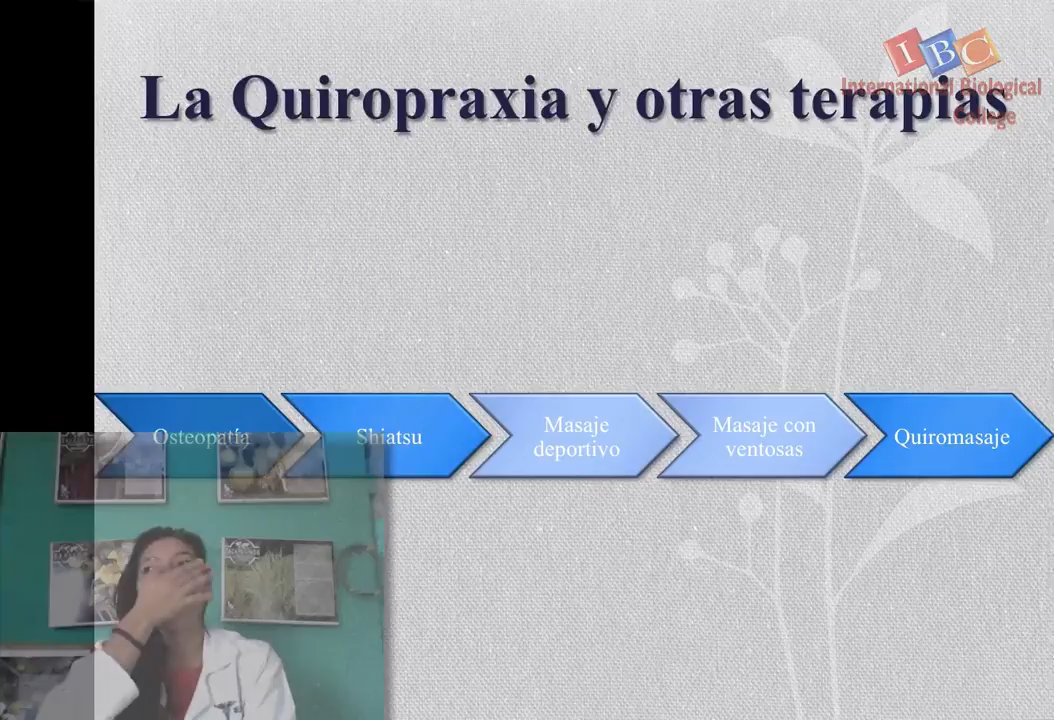 La Quiropraxia y otras terapias
IBC
International Biological
College
Osteopatía
Shiatsu
Masaje
deportivo
Masaje con
ventosas
Quiromasaje